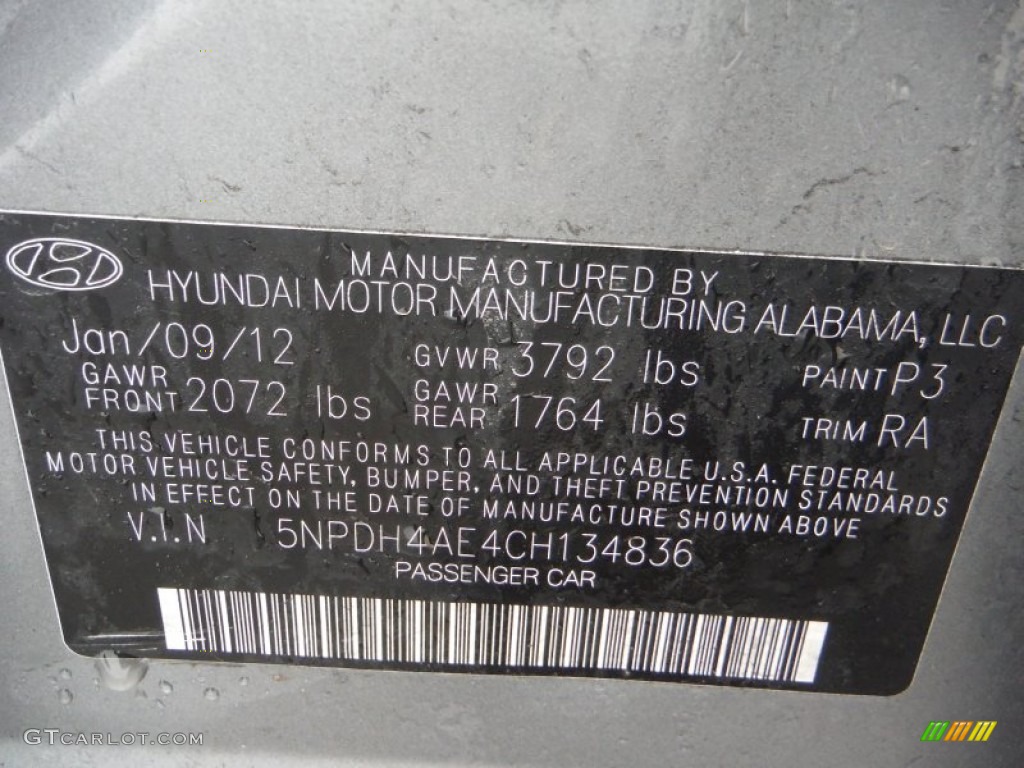 MANUFACTURED BY
HYUNDAI MOTOR MANUFACTURING ALABAMA, LLC
Jan/09/12 GVWR 3792 lbs PAINT P3
GAWR FRONT 2072 lbs GAWR REAR 1764 lbs TRIM RA
THIS VEHICLE CONFORMS TO ALL APPLICABLE U.S.A. FEDERAL
MOTOR VEHICLE SAFETY, BUMPER, AND THEFT PREVENTION STANDARDS
IN EFFECT ON THE DATE OF MANUFACTURE SHOWN ABOVE
V.I.N 5NPDH4AE4CH134836
PASSENGER CAR
GTCARLOT.COM